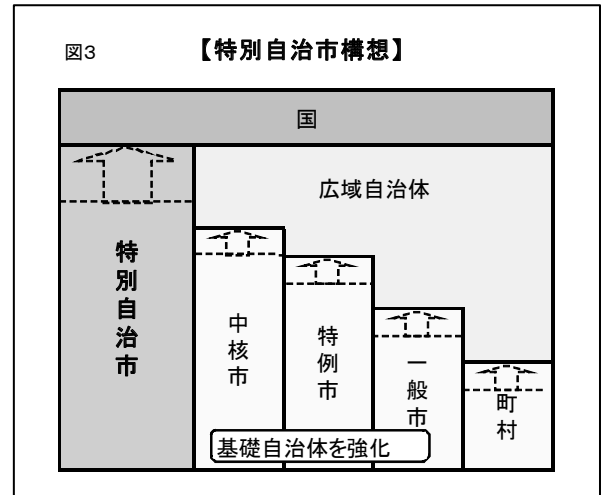 図3
【特別自治市構想】
国
広域自治体
特別自治市
中核市
特例市
一般市
町村
基礎自治体を強化